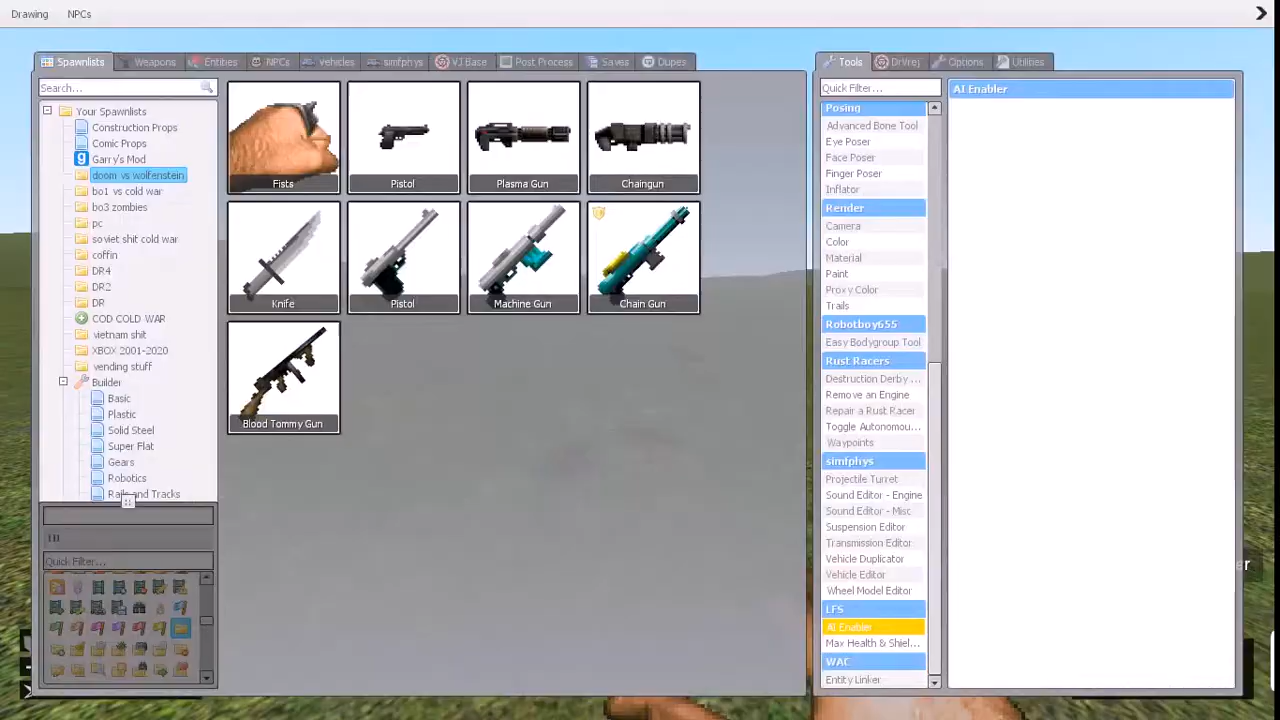 Drawing NPCs
Spawnlists Weapons Entities NPCs Vehicles simfphys VJ Base Post Process Saves Dupes
Search...
Your Spawnlists
Construction Props
Comic Props
Garry's Mod
doom vs wolfenstein
bo1 vs cold war
bo3 zombies
pc
soviet shit cold war
coffin
DR4
DR2
DR
COD COLD WAR
vietnam shit
XBOX 2001-2020
vending stuff
Builder
Basic
Plastic
Solid Steel
Super Flat
Gears
Robotics
Rails and Tracks
Quick Filter...
Fists
Pistol
Plasma Gun
Chaingun
Knife
Pistol
Machine Gun
Chain Gun
Blood Tommy Gun
Tools DrVrej Options Utilities
Quick Filter...
Posing
Advanced Bone Tool
Eye Poser
Face Poser
Finger Poser
Inflator
Render
Camera
Color
Material
Paint
Proxy Color
Trails
Robotboy655
Easy Bodygroup Tool
Rust Racers
Destruction Derby ...
Remove an Engine
Repair a Rust Racer
Toggle Autonomou...
Waypoints
simfphys
Projectile Turret
Sound Editor - Engine
Sound Editor - Misc
Suspension Editor
Transmission Editor
Vehicle Duplicator
Vehicle Editor
Wheel Model Editor
LFS
AI Enabler
Max Health & Shiel...
WAC
Entity Linker
AI Enabler